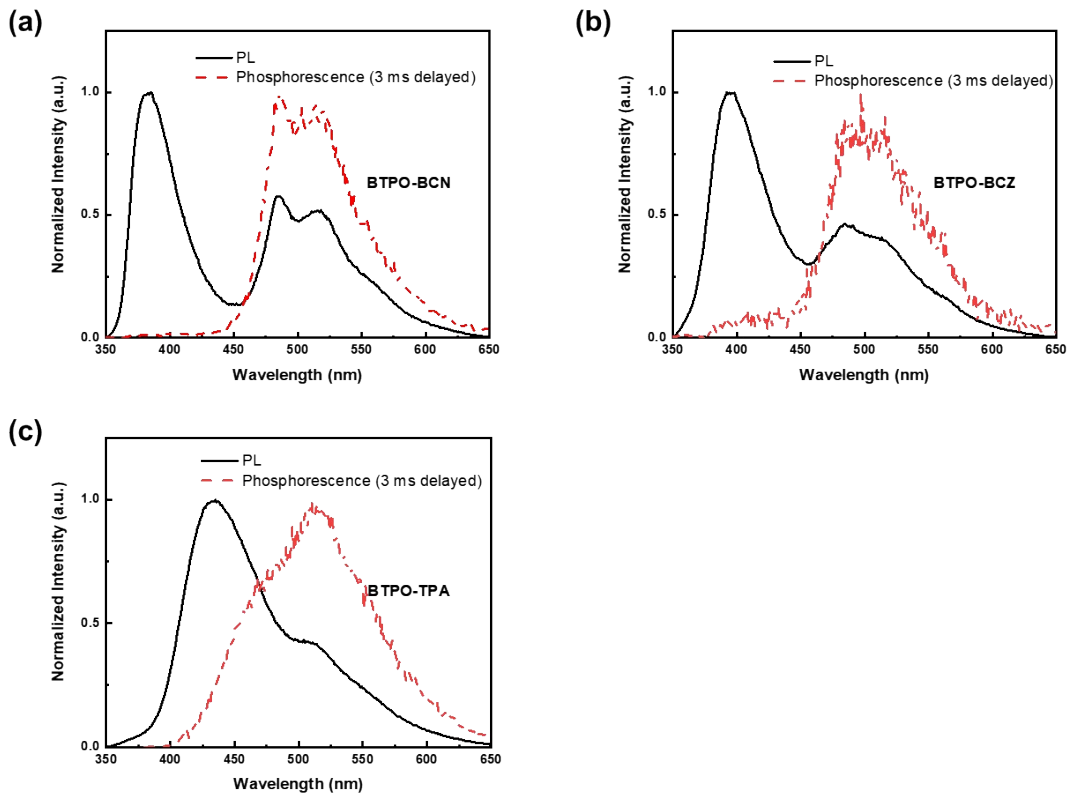 (a)
PL
Phosphorescence (3 ms delayed)
BTPO-BCN
Normalized Intensity (a.u.)
1.0
0.5
0.0
350 400 450 500 550 600 650
Wavelength (nm)
(b)
PL
Phosphorescence (3 ms delayed)
BTPO-BCZ
Normalized Intensity (a.u.)
1.0
0.5
0.0
350 400 450 500 550 600 650
Wavelength (nm)
(c)
PL
Phosphorescence (3 ms delayed)
BTPO-TPA
Normalized Intensity (a.u.)
1.0
0.5
0.0
350 400 450 500 550 600 650
Wavelength (nm)